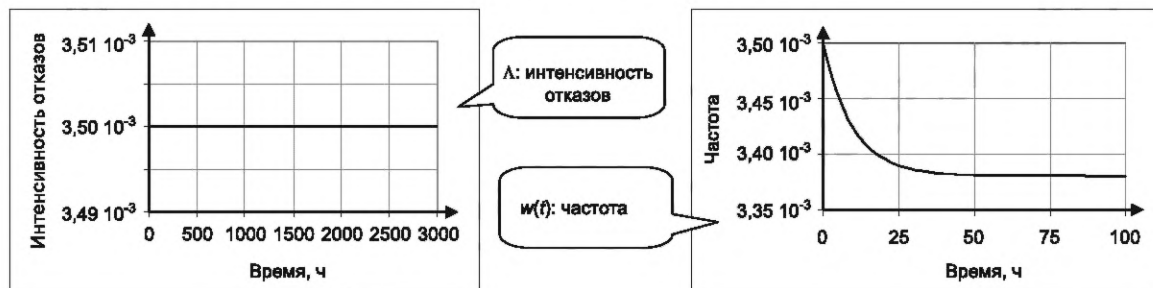 Интенсивность отказов
3,51 10⁻³
3,50 10⁻³
3,49 10⁻³
0 500 1000 1500 2000 2500 3000
Время, ч
Λ: интенсивность
отказов
w(t): частота
Частота
3,50 10⁻³
3,45 10⁻³
3,40 10⁻³
3,35 10⁻³
0 25 50 75 100
Время, ч